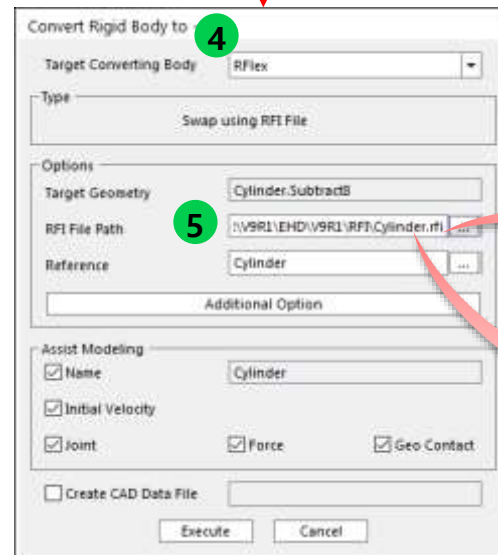 Convert Rigid Body to
4
Target Converting Body RFlex
Type
Swap using RFI File
Options
Target Geometry Cylinder.Subtract8
5
RFI File Path :\V9R1\EHD\V9R1\RFI\Cylinder.rfi ...
Reference Cylinder ...
Additional Option
Assist Modeling
Name Cylinder
Initial Velocity
Joint Force Geo Contact
Create CAD Data File
Execute Cancel